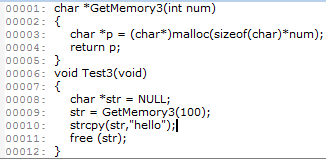 00001: char *GetMemory3(int num)
00002: {
00003:     char *p = (char*)malloc(sizeof(char)*num);
00004:     return p;
00005: }
00006: void Test3(void)
00007: {
00008:     char *str = NULL;
00009:     str = GetMemory3(100);
00010:     strcpy(str,"hello");
00011:     free (str);
00012: }